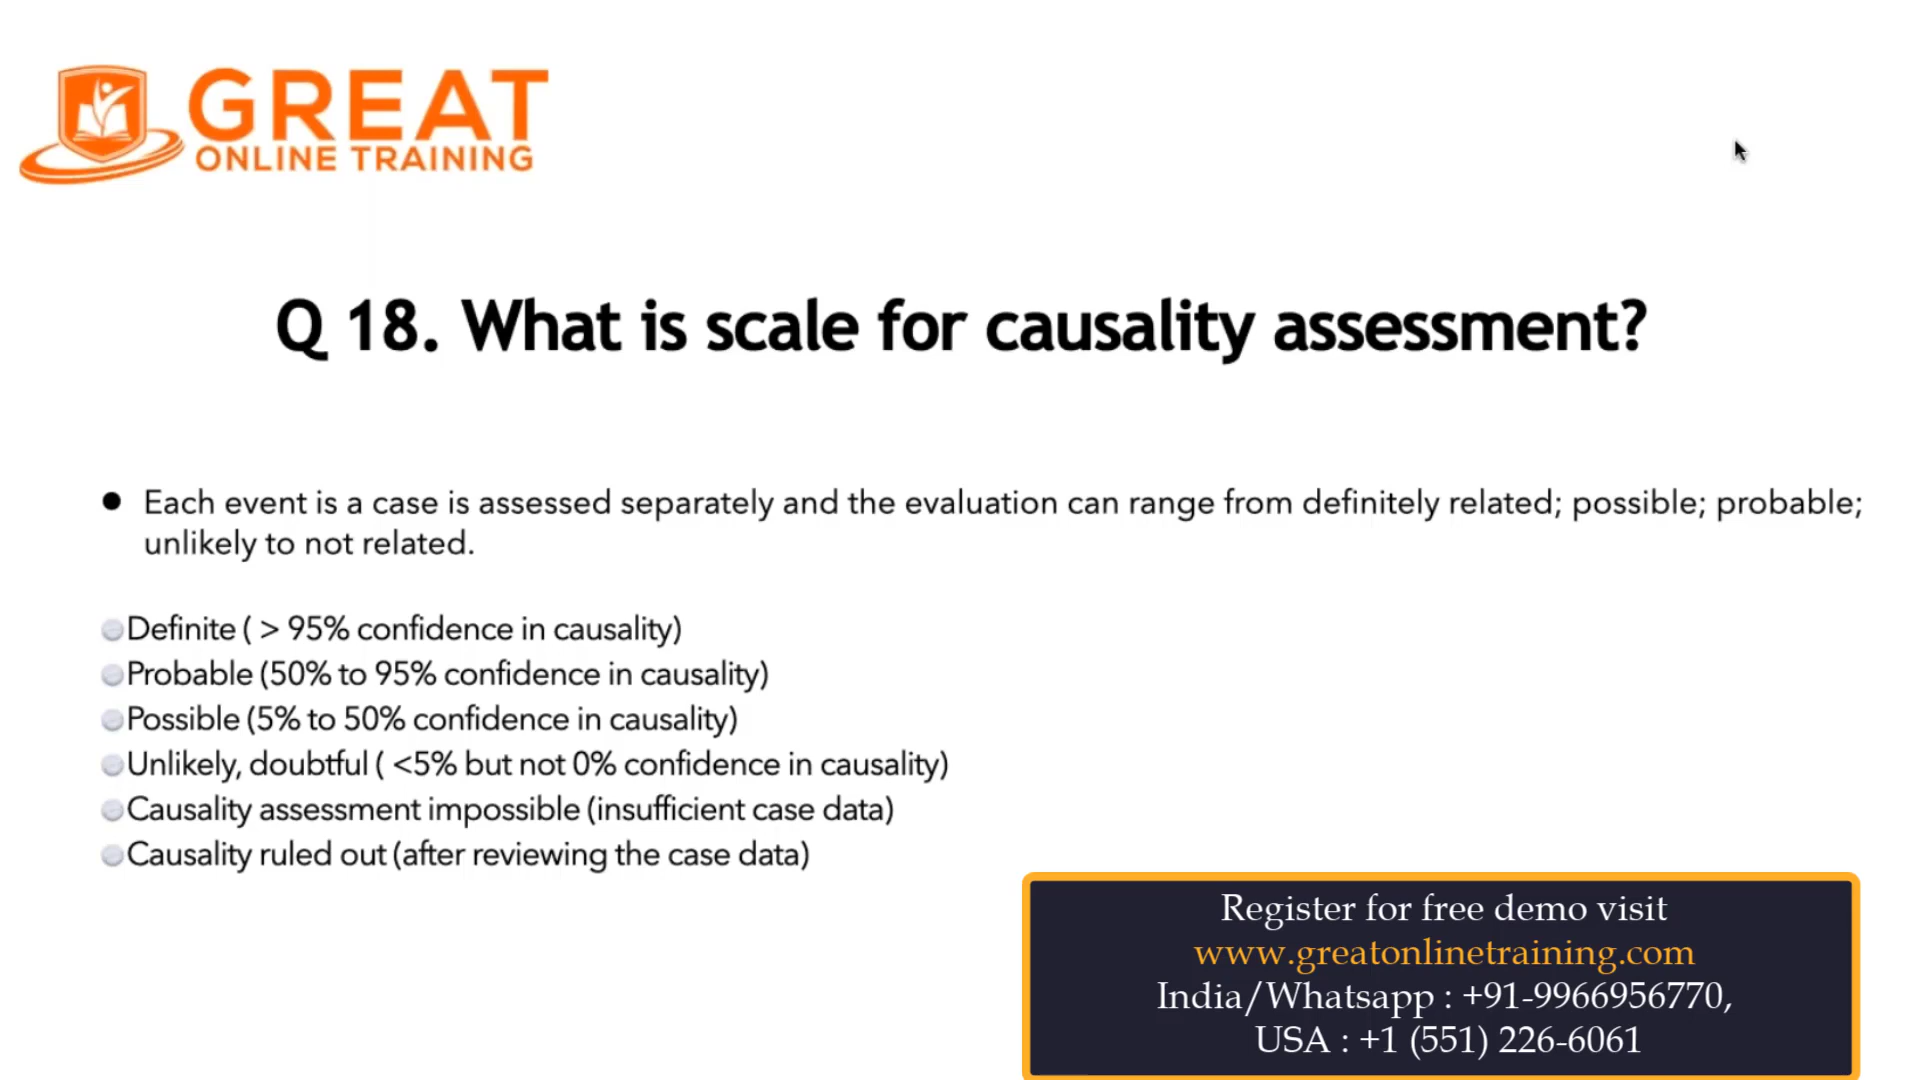 GREAT
ONLINE TRAINING
Q 18. What is scale for causality assessment?
● Each event is a case is assessed separately and the evaluation can range from definitely related; possible; probable;
unlikely to not related.
Definite ( > 95% confidence in causality)
Probable (50% to 95% confidence in causality)
Possible (5% to 50% confidence in causality)
Unlikely, doubtful ( <5% but not 0% confidence in causality)
Causality assessment impossible (insufficient case data)
Causality ruled out (after reviewing the case data)
Register for free demo visit
www.greatonlinetraining.com
India/Whatsapp : +91-9966956770,
USA : +1 (551) 226-6061